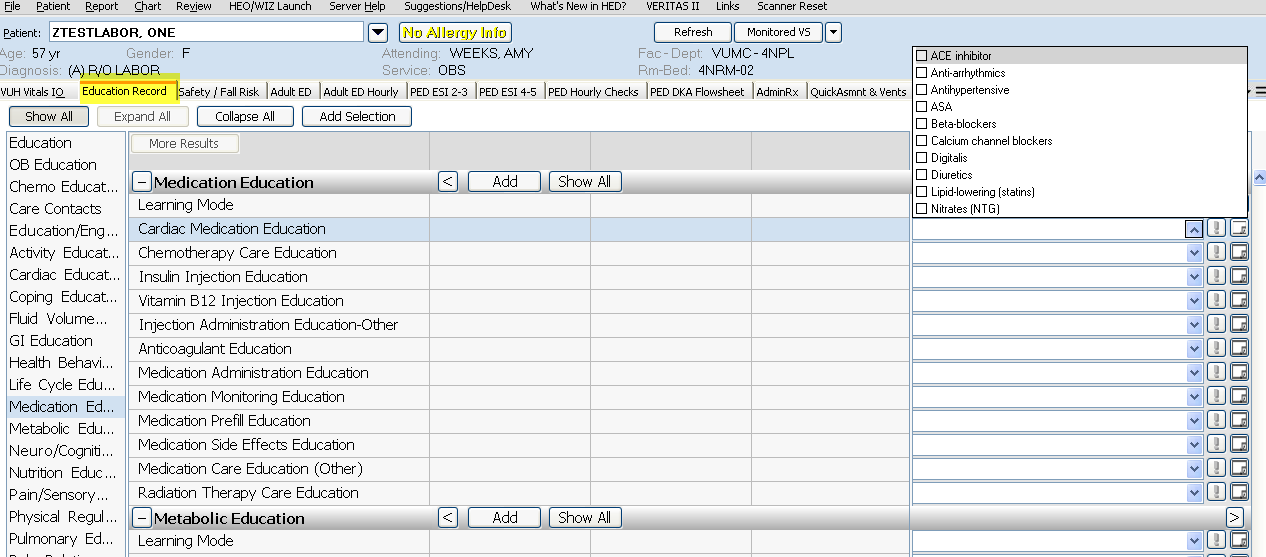 File Patient Report Chart Review HEO/WIZ Launch Server Help Suggestions/HelpDesk What's New in HED? VERITAS II Links Scanner Reset
Patient: ZTESTLABOR, ONE No Allergy Info Refresh Monitored VS
Age: 57 yr Gender: F Attending: WEEKS, AMY Fac - Dept: VUMC - 4NPL
Diagnosis: (A) R/O LABOR Service: OBS Rm-Bed: 4NRM-02
VUH Vitals IO Education Record Safety / Fall Risk Adult ED Adult ED Hourly PED ESI 2-3 PED ESI 4-5 PED Hourly Checks PED DKA Flowsheet AdminRx QuickAsmnt & Vents
Show All Expand All Collapse All Add Selection
ACE inhibitor
Anti-arrhythmics
Antihypertensive
ASA
Beta-blockers
Calcium channel blockers
Digitalis
Diuretics
Lipid-lowering (statins)
Nitrates (NTG)
Education
OB Education
Chemo Educat...
Care Contacts
Education/Eng...
Activity Educat...
Cardiac Educat...
Coping Educat...
Fluid Volume...
GI Education
Health Behavi...
Life Cycle Edu...
Medication Ed...
Metabolic Edu...
Neuro/Cogniti...
Nutrition Educ...
Pain/Sensory...
Physical Regul...
Pulmonary Ed...
More Results
− Medication Education < Add Show All
Learning Mode
Cardiac Medication Education
Chemotherapy Care Education
Insulin Injection Education
Vitamin B12 Injection Education
Injection Administration Education-Other
Anticoagulant Education
Medication Administration Education
Medication Monitoring Education
Medication Prefill Education
Medication Side Effects Education
Medication Care Education (Other)
Radiation Therapy Care Education
− Metabolic Education < Add Show All >
Learning Mode